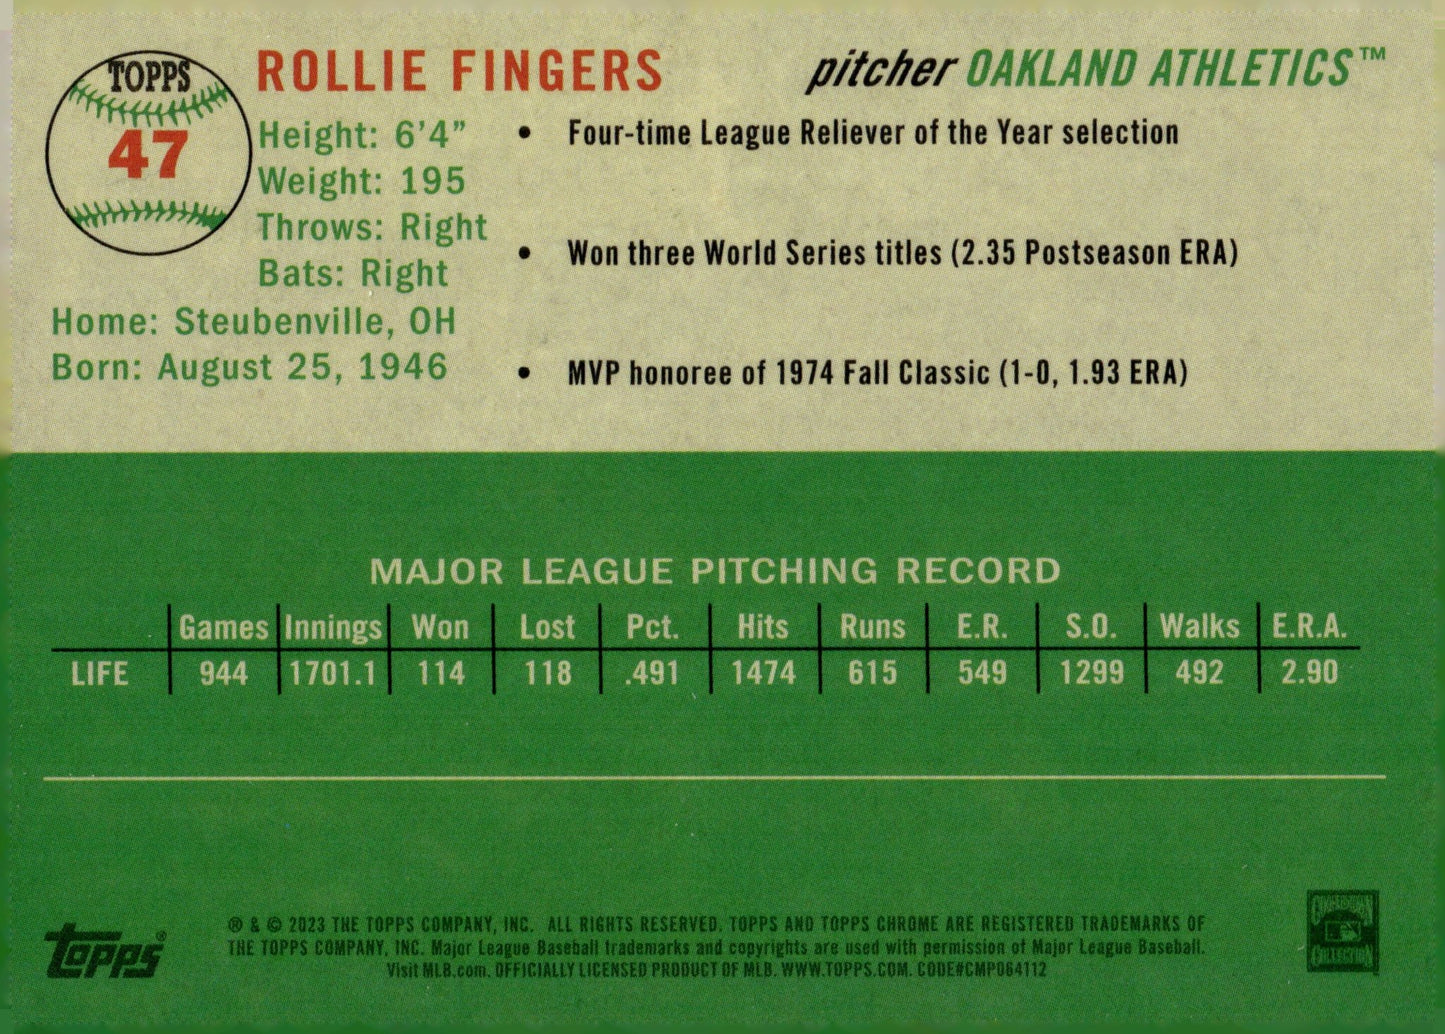 TOPPS
47
ROLLIE FINGERS
pitcher OAKLAND ATHLETICS™
Height: 6'4"
Weight: 195
Throws: Right
Bats: Right
Home: Steubenville, OH
Born: August 25, 1946
• Four-time League Reliever of the Year selection
• Won three World Series titles (2.35 Postseason ERA)
• MVP honoree of 1974 Fall Classic (1-0, 1.93 ERA)
MAJOR LEAGUE PITCHING RECORD
Games Innings Won Lost Pct. Hits Runs E.R. S.O. Walks E.R.A.
LIFE 944 1701.1 114 118 .491 1474 615 549 1299 492 2.90
topps®
® & © 2023 THE TOPPS COMPANY, INC. ALL RIGHTS RESERVED. TOPPS AND TOPPS CHROME ARE REGISTERED TRADEMARKS OF
THE TOPPS COMPANY, INC. Major League Baseball trademarks and copyrights are used with permission of Major League Baseball.
Visit MLB.com. OFFICIALLY LICENSED PRODUCT OF MLB. WWW.TOPPS.COM. CODE#CMP064112
COOPERSTOWN
COLLECTION